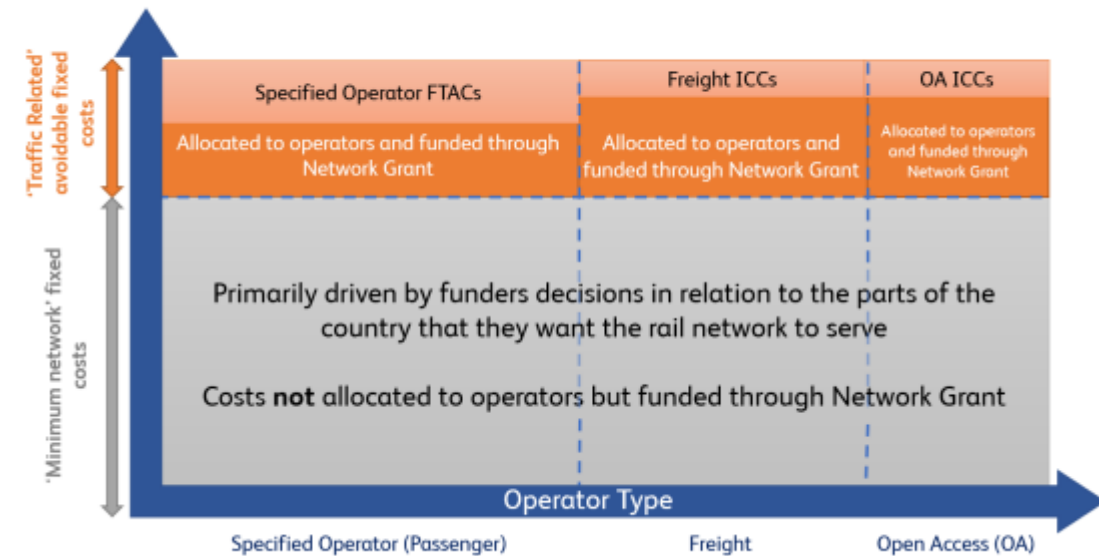 'Traffic Related'
avoidable fixed
costs
'Minimum network' fixed
costs
Specified Operator FTACs
Freight ICCs
OA ICCs
Allocated to operators and funded through
Network Grant
Allocated to operators and
funded through Network Grant
Allocated to operators
and funded through
Network Grant
Primarily driven by funders decisions in relation to the parts of the
country that they want the rail network to serve
Costs not allocated to operators but funded through Network Grant
Operator Type
Specified Operator (Passenger)
Freight
Open Access (OA)